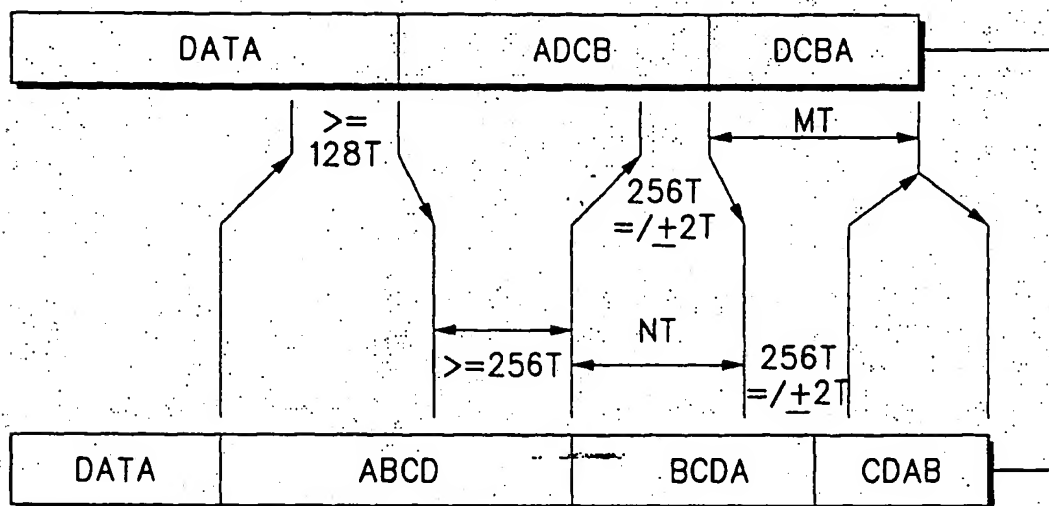 DATA ADCB DCBA
>=
128T
MT
256T
=/±2T
>=256T
NT
256T
=/±2T
DATA ABCD BCDA CDAB